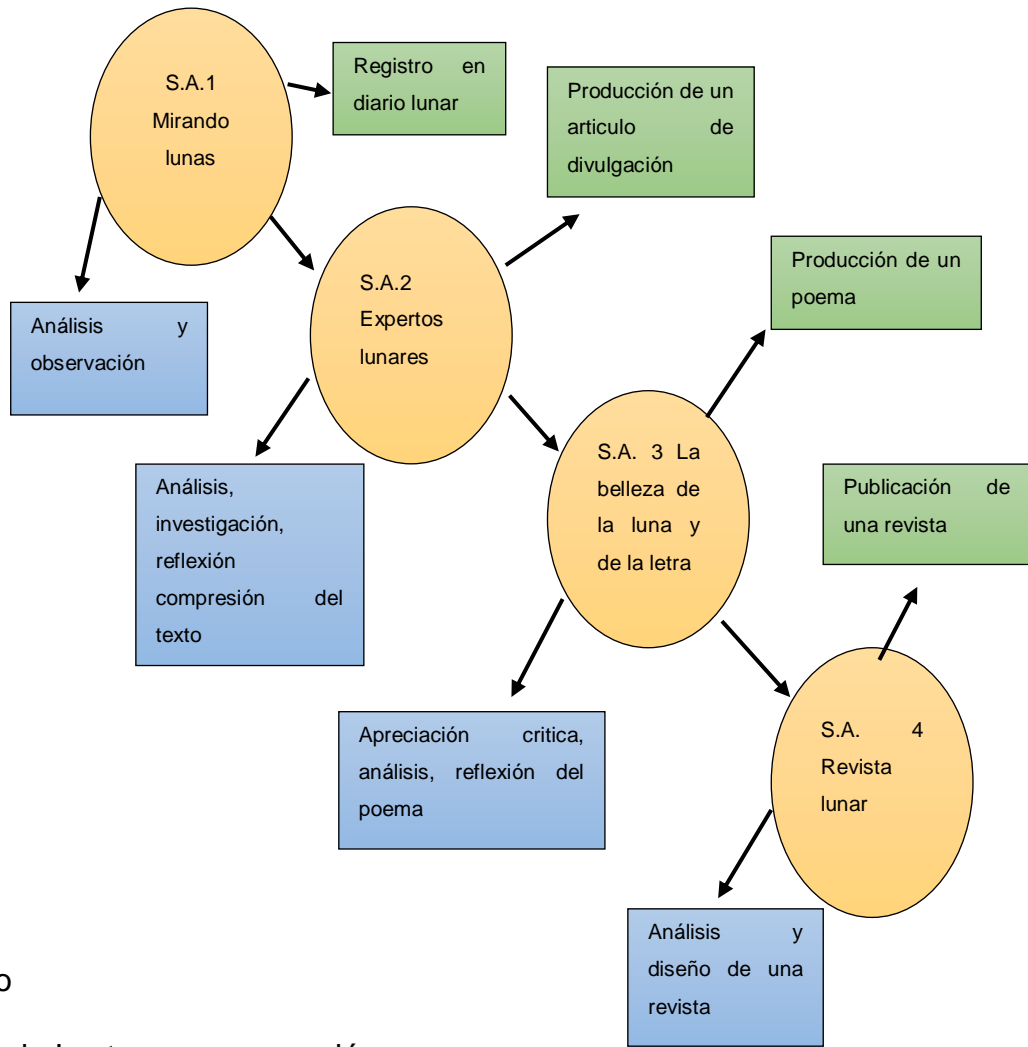 S.A.1
Mirando
lunas
Registro en
diario lunar
Producción de un
articulo de
divulgación
Análisis y
observación
S.A.2
Expertos
lunares
Producción de un
poema
Análisis,
investigación,
reflexión
compresión del
texto
S.A. 3 La
belleza de
la luna y
de la letra
Publicación de
una revista
Apreciación critica,
análisis, reflexión del
poema
S.A. 4
Revista
lunar
Análisis y
diseño de una
revista
o